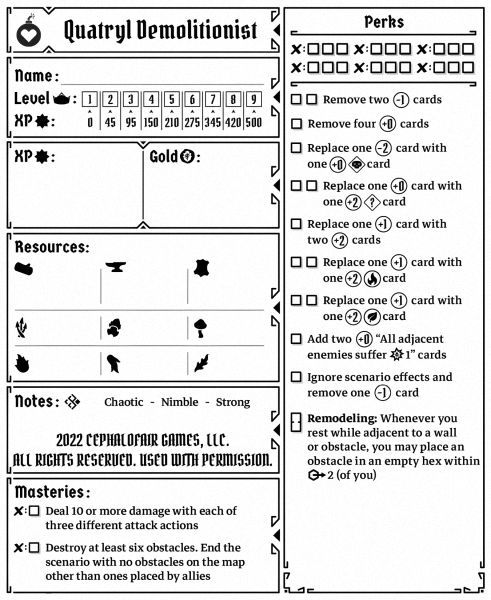 Quatryl Demolitionist
Name:
Level : 1 2 3 4 5 6 7 8 9
XP : 0 45 95 150 210 275 345 420 500
XP : Gold :
Resources:
Notes: Chaotic - Nimble - Strong
2022 CEPHALOFAIR GAMES, LLC.
ALL RIGHTS RESERVED. USED WITH PERMISSION.
Masteries:
Deal 10 or more damage with each of
three different attack actions
Destroy at least six obstacles. End the
scenario with no obstacles on the map
other than ones placed by allies
Perks
Remove two -1 cards
Remove four +0 cards
Replace one -2 card with
one +0 card
Replace one +0 card with
one +2 ? card
Replace one +1 card with
two +2 cards
Replace one +1 card with
one +2 card
Replace one +1 card with
one +2 card
Add two +0 “All adjacent
enemies suffer 1” cards
Ignore scenario effects and
remove one -1 card
Remodeling: Whenever you
rest while adjacent to a wall
or obstacle, you may place an
obstacle in an empty hex within
2 (of you)